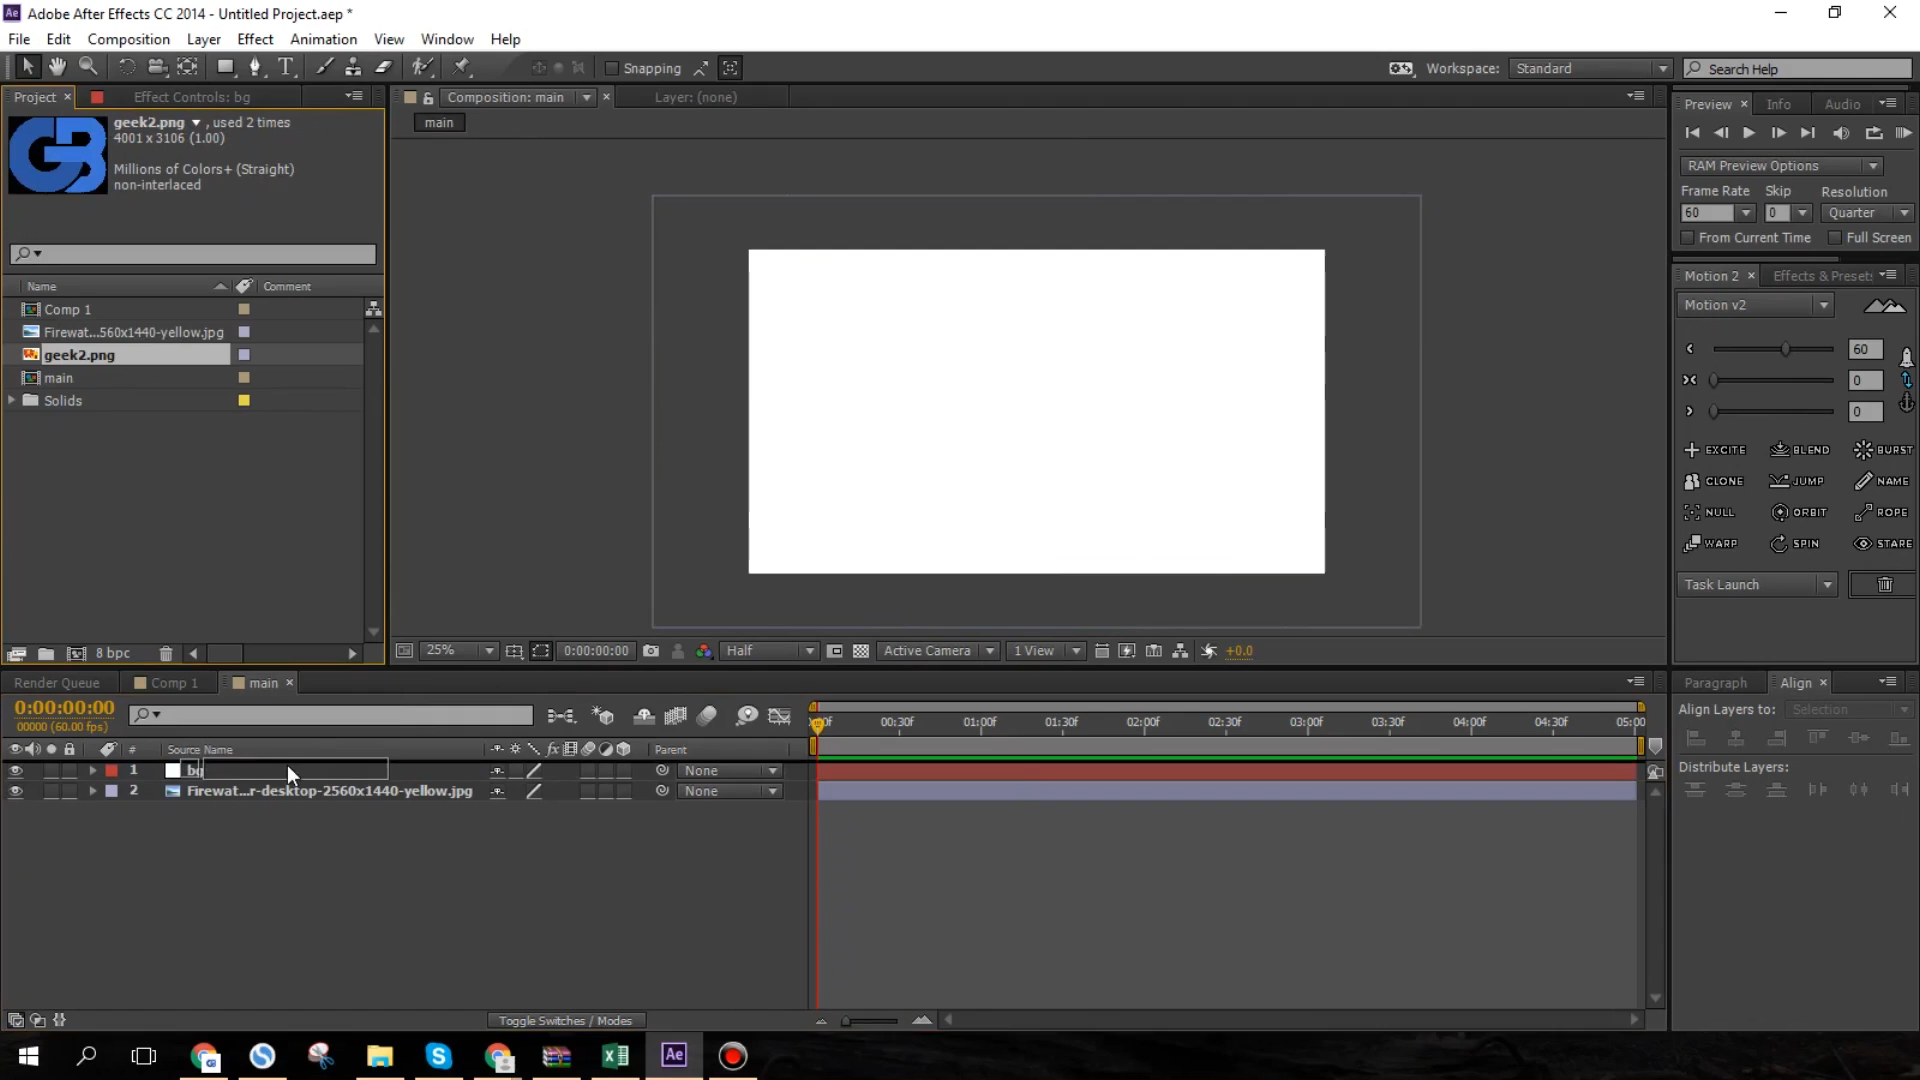 Adobe After Effects CC 2014 - Untitled Project.aep *
File Edit Composition Layer Effect Animation View Window Help
Snapping
Workspace: Standard
Search Help
Project × Effect Controls: bg
geek2.png ▼ , used 2 times
4001 x 3106 (1.00)
Millions of Colors+ (Straight)
non-interlaced
Name Comment
Comp 1
Firewat...560x1440-yellow.jpg
geek2.png
main
Solids
8 bpc
Composition: main × Layer: (none)
main
25% 0:00:00:00 Half Active Camera 1 View +0.0
Preview × Info Audio
RAM Preview Options
Frame Rate Skip Resolution
60 0 Quarter
From Current Time Full Screen
Motion 2 × Effects & Presets
Motion v2
60
0
0
EXCITE BLEND BURST
CLONE JUMP NAME
NULL ORBIT ROPE
WARP SPIN STARE
Task Launch
Render Queue Comp 1 main ×
0:00:00:00
00000 (60.00 fps)
00:30f 01:00f 01:30f 02:00f 02:30f 03:00f 03:30f 04:00f 04:30f 05:00
# Source Name fx Parent
1 bg None
2 Firewat...r-desktop-2560x1440-yellow.jpg None
Toggle Switches / Modes
Paragraph Align ×
Align Layers to: Selection
Distribute Layers:
Ae